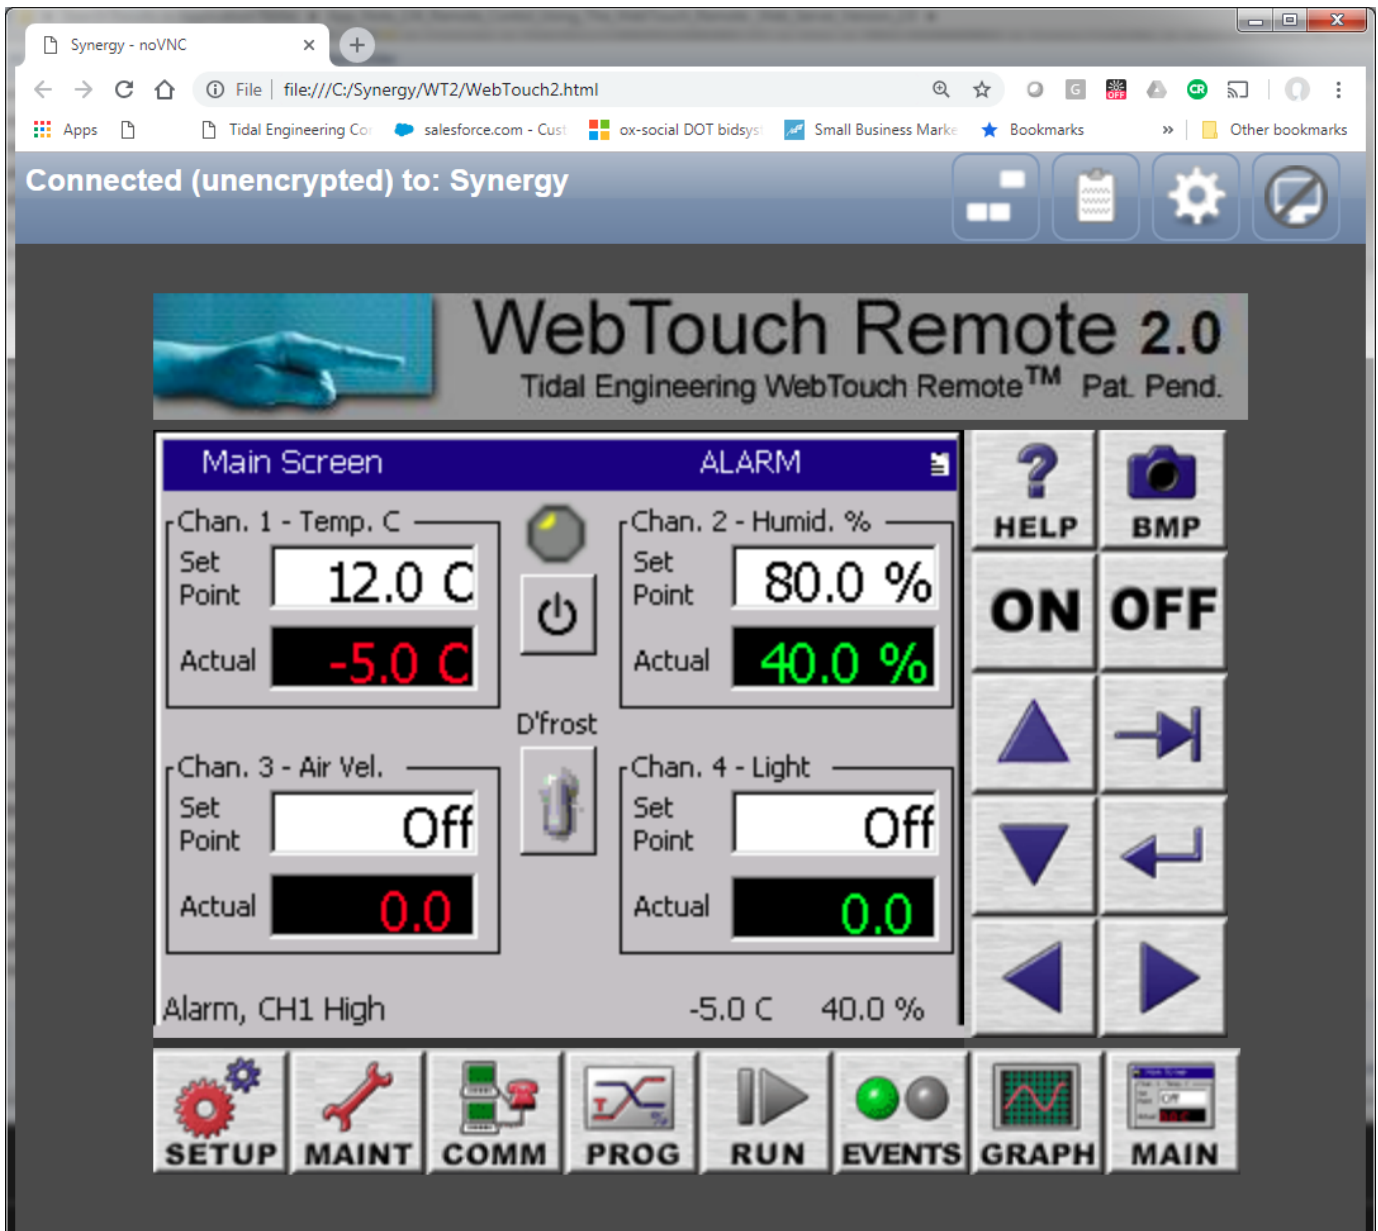 Synergy - noVNC
File
file:///C:/Synergy/WT2/WebTouch2.html
G
OFF
CR
Apps
Tidal Engineering Cor
salesforce.com - Cust
ox-social DOT bidsyst
Small Business Marke
Bookmarks
»
Other bookmarks
Connected (unencrypted) to: Synergy
WebTouch Remote 2.0
Tidal Engineering WebTouch Remote™ Pat. Pend.
Main Screen
ALARM
HELP
BMP
Chan. 1 - Temp. C
Set
Point
12.0 C
Actual
-5.0 C
Chan. 2 - Humid. %
Set
Point
80.0 %
Actual
40.0 %
ON
OFF
D'frost
Chan. 3 - Air Vel.
Set
Point
Off
Actual
0.0
Chan. 4 - Light
Set
Point
Off
Actual
0.0
Alarm, CH1 High
-5.0 C
40.0 %
SETUP
MAINT
COMM
PROG
RUN
EVENTS
GRAPH
MAIN